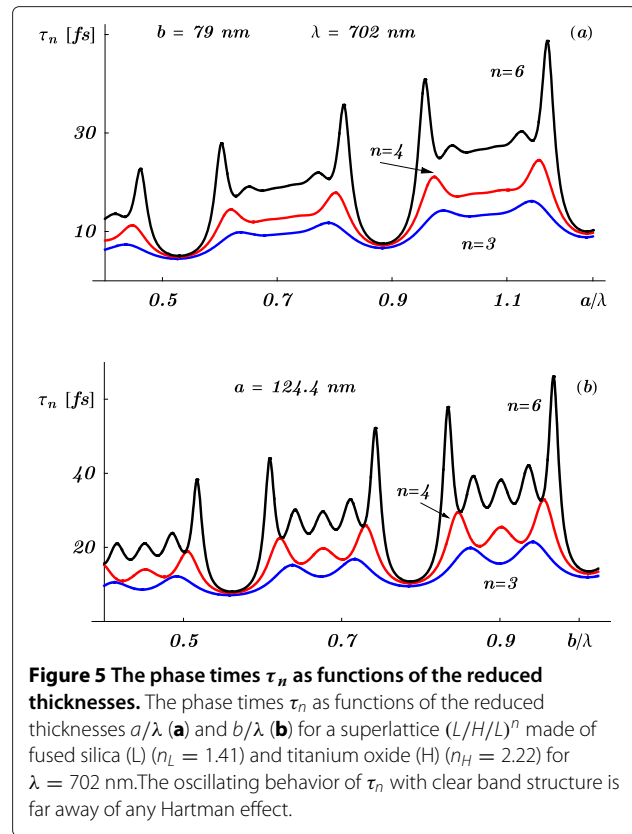 τn [fs]
b = 79 nm
λ = 702 nm
(a)
n=6
30
n=4
10
n=3
0.5
0.7
0.9
1.1
a/λ
τn [fs]
a = 124.4 nm
(b)
n=6
40
n=4
20
n=3
0.5
0.7
0.9
b/λ
Figure 5 The phase times τn as functions of the reduced
thicknesses. The phase times τn as functions of the reduced
thicknesses a/λ (a) and b/λ (b) for a superlattice (L/H/L)^n made of
fused silica (L) (nL = 1.41) and titanium oxide (H) (nH = 2.22) for
λ = 702 nm.The oscillating behavior of τn with clear band structure is
far away of any Hartman effect.